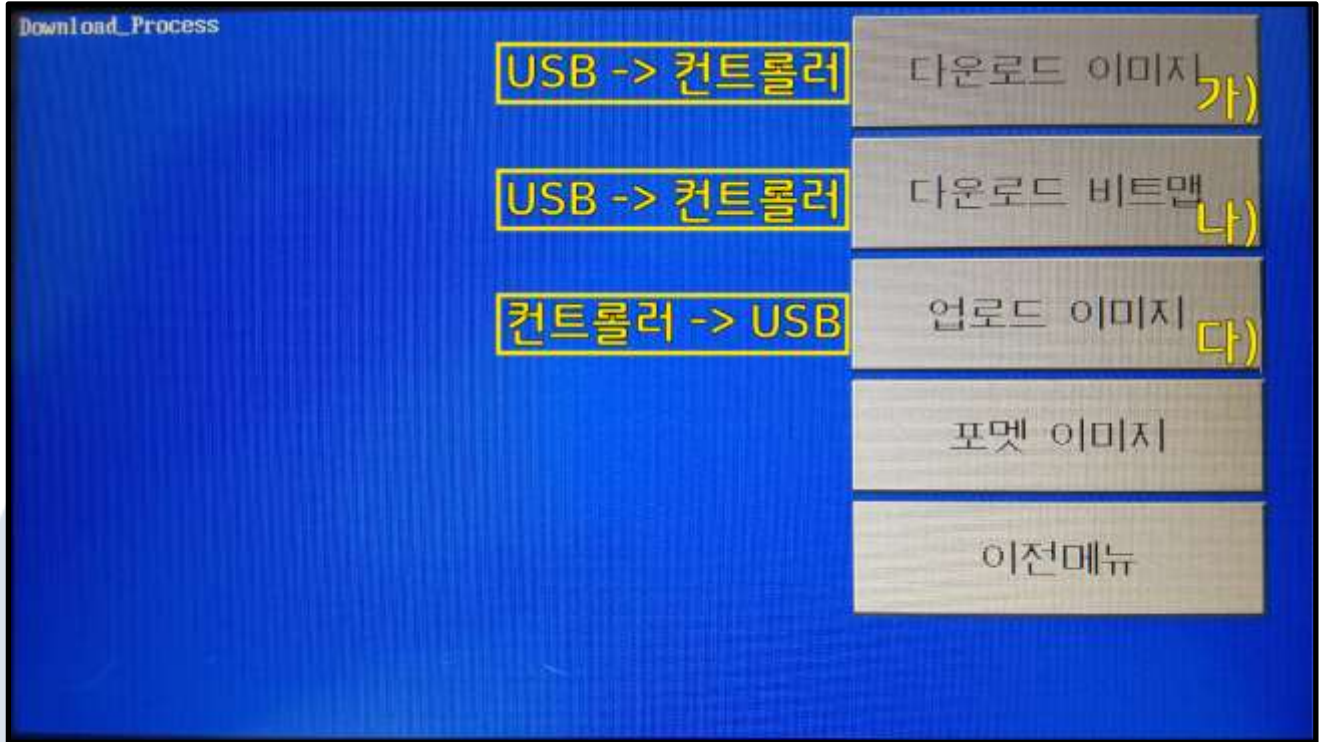 Download_Process
USB -> 컨트롤러
다운로드 이미지
가)
USB -> 컨트롤러
다운로드 비트맵
나)
컨트롤러 -> USB
업로드 이미지
다)
포멧 이미지
이전메뉴